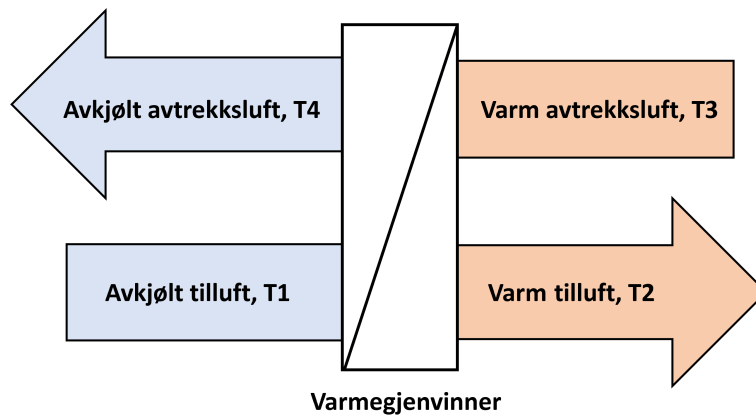 Avkjølt avtrekksluft, T4
Varm avtrekksluft, T3
Avkjølt tilluft, T1
Varm tilluft, T2
Varmegjenvinner